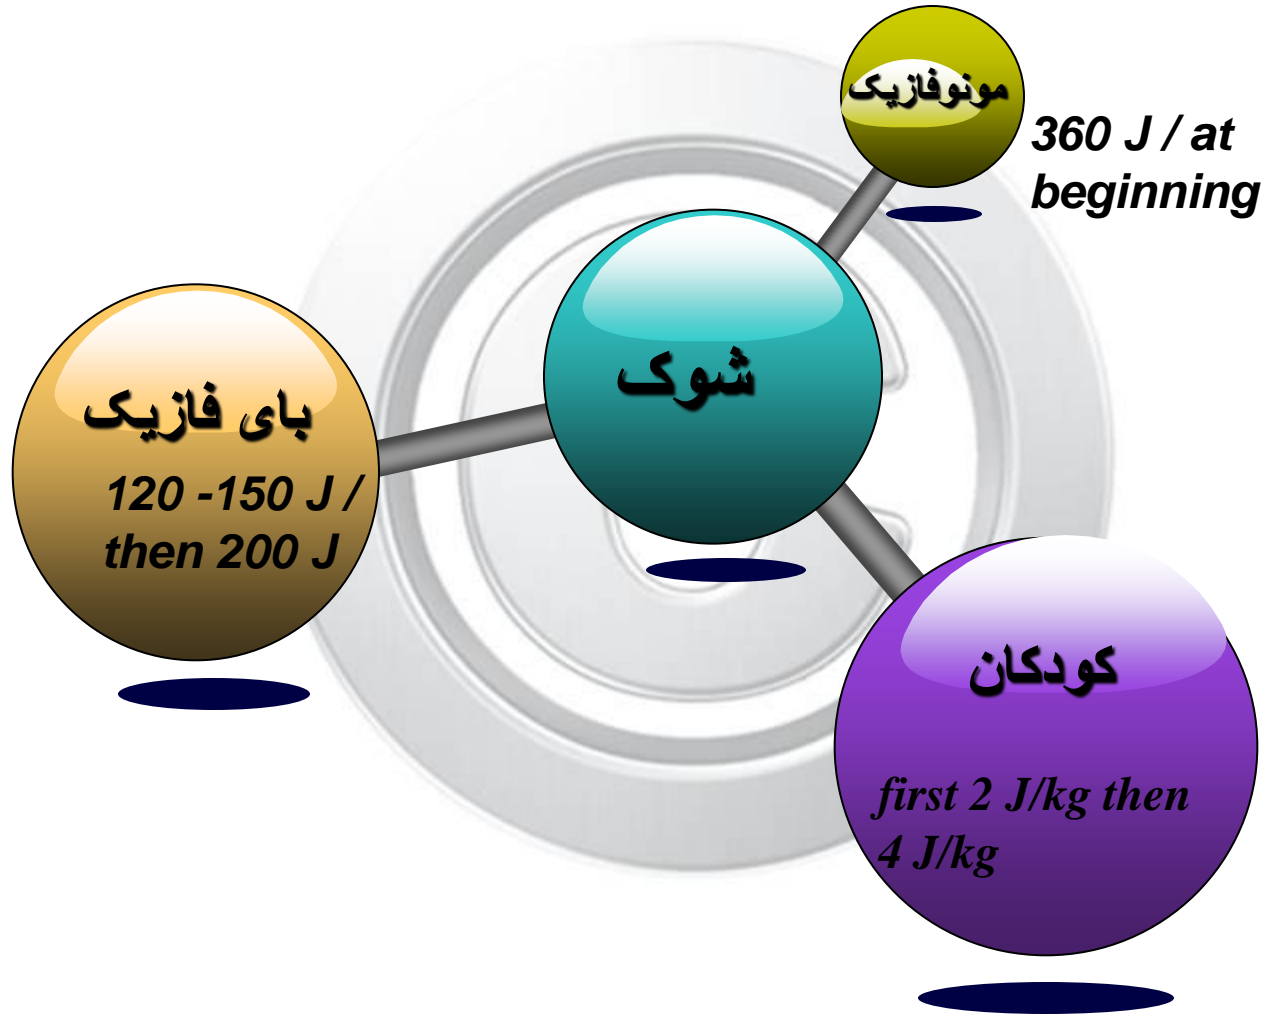 مونوفازیک
360 J / at
beginning
شوک
بای فازیک
120 -150 J /
then 200 J
کودکان
first 2 J/kg then
4 J/kg